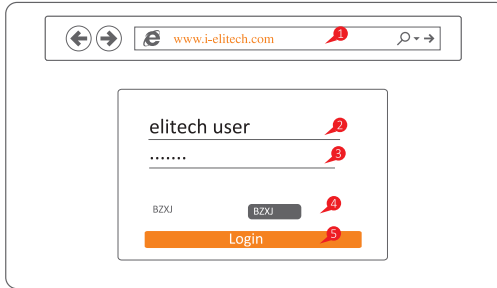 www.i-elitech.com 1
elitech user 2
....... 3
BZXJ BZXJ 4
Login 5